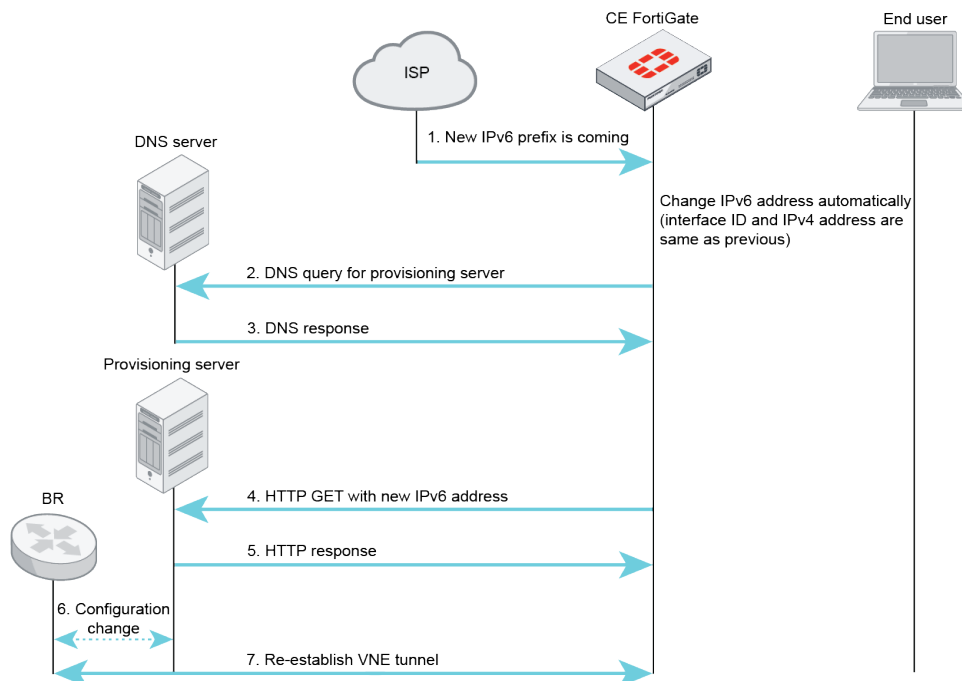 CE FortiGate
End user
ISP
1. New IPv6 prefix is coming
DNS server
Change IPv6 address automatically
(interface ID and IPv4 address are
same as previous)
2. DNS query for provisioning server
3. DNS response
Provisioning server
4. HTTP GET with new IPv6 address
BR
5. HTTP response
6. Configuration
change
7. Re-establish VNE tunnel